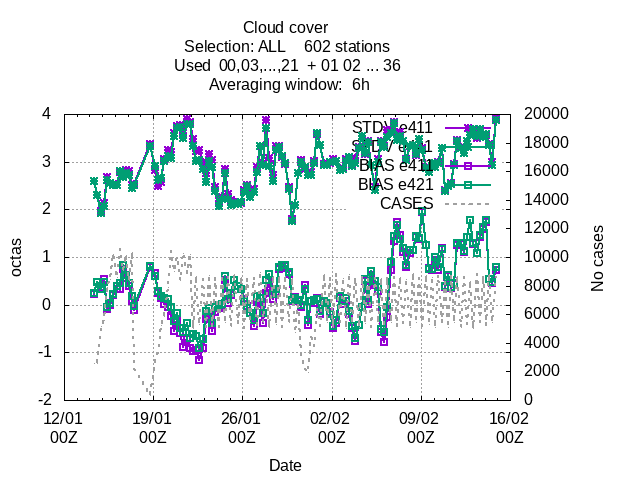 Cloud cover
Selection: ALL 602 stations
Used 00,03,...,21 + 01 02 ... 36
Averaging window: 6h
octas
4
3
2
1
0
-1
-2
20000
18000
16000
14000
12000
10000
8000
6000
4000
2000
0
No cases
STDV e411
STDV e421
BIAS e411
BIAS e421
CASES
12/01 19/01 26/01 02/02 09/02 16/02
00Z 00Z 00Z 00Z 00Z 00Z
Date